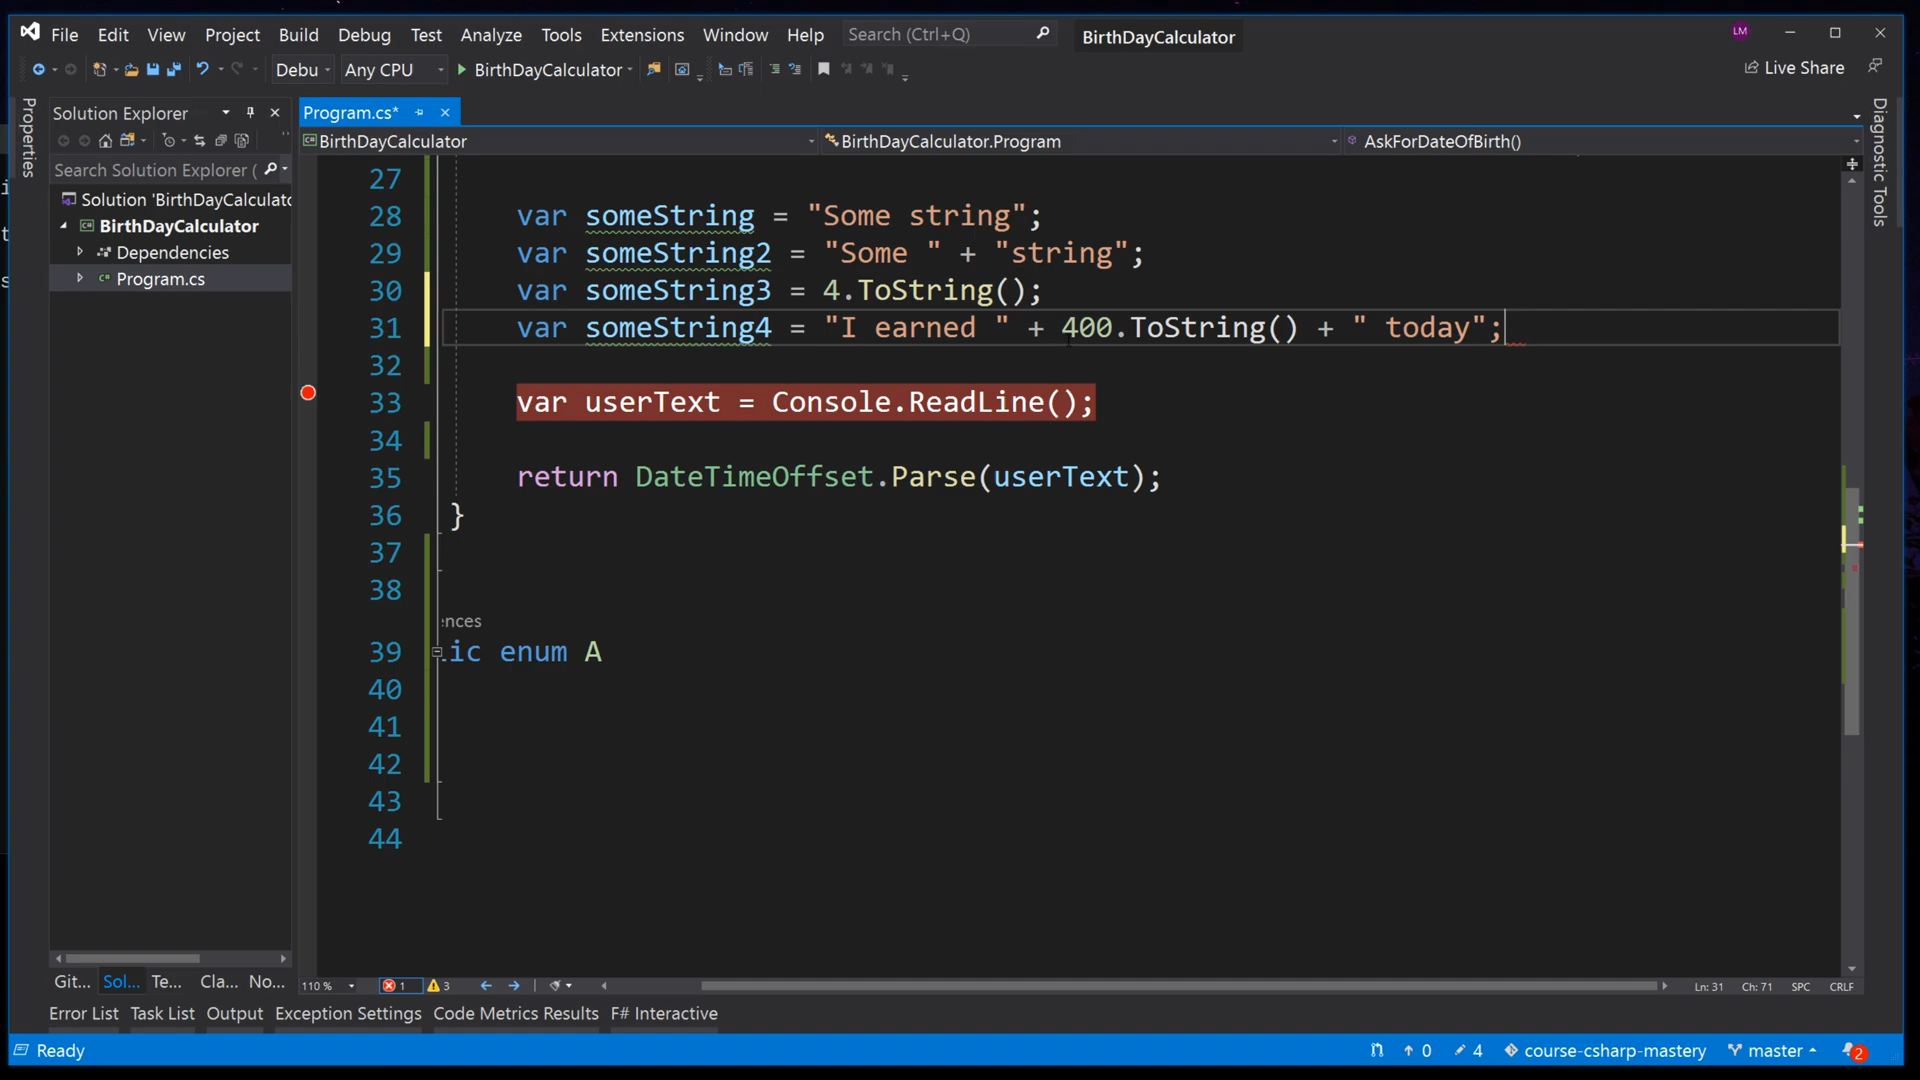 File Edit View Project Build Debug Test Analyze Tools Extensions Window Help Search (Ctrl+Q) BirthDayCalculator LM
Debu Any CPU BirthDayCalculator Live Share
Properties
Solution Explorer
Search Solution Explorer (
Solution 'BirthDayCalculato
BirthDayCalculator
Dependencies
Program.cs
Program.cs*
BirthDayCalculator BirthDayCalculator.Program AskForDateOfBirth()
27
28 var someString = "Some string";
29 var someString2 = "Some " + "string";
30 var someString3 = 4.ToString();
31 var someString4 = "I earned " + 400.ToString() + " today";
32
33 var userText = Console.ReadLine();
34
35 return DateTimeOffset.Parse(userText);
36 }
37
38
ences
39 ic enum A
40
41
42
43
44
Diagnostic Tools
Git... Sol... Te... Cla... No...
110 % 1 3 Ln: 31 Ch: 71 SPC CRLF
Error List Task List Output Exception Settings Code Metrics Results F# Interactive
Ready 0 4 course-csharp-mastery master 2